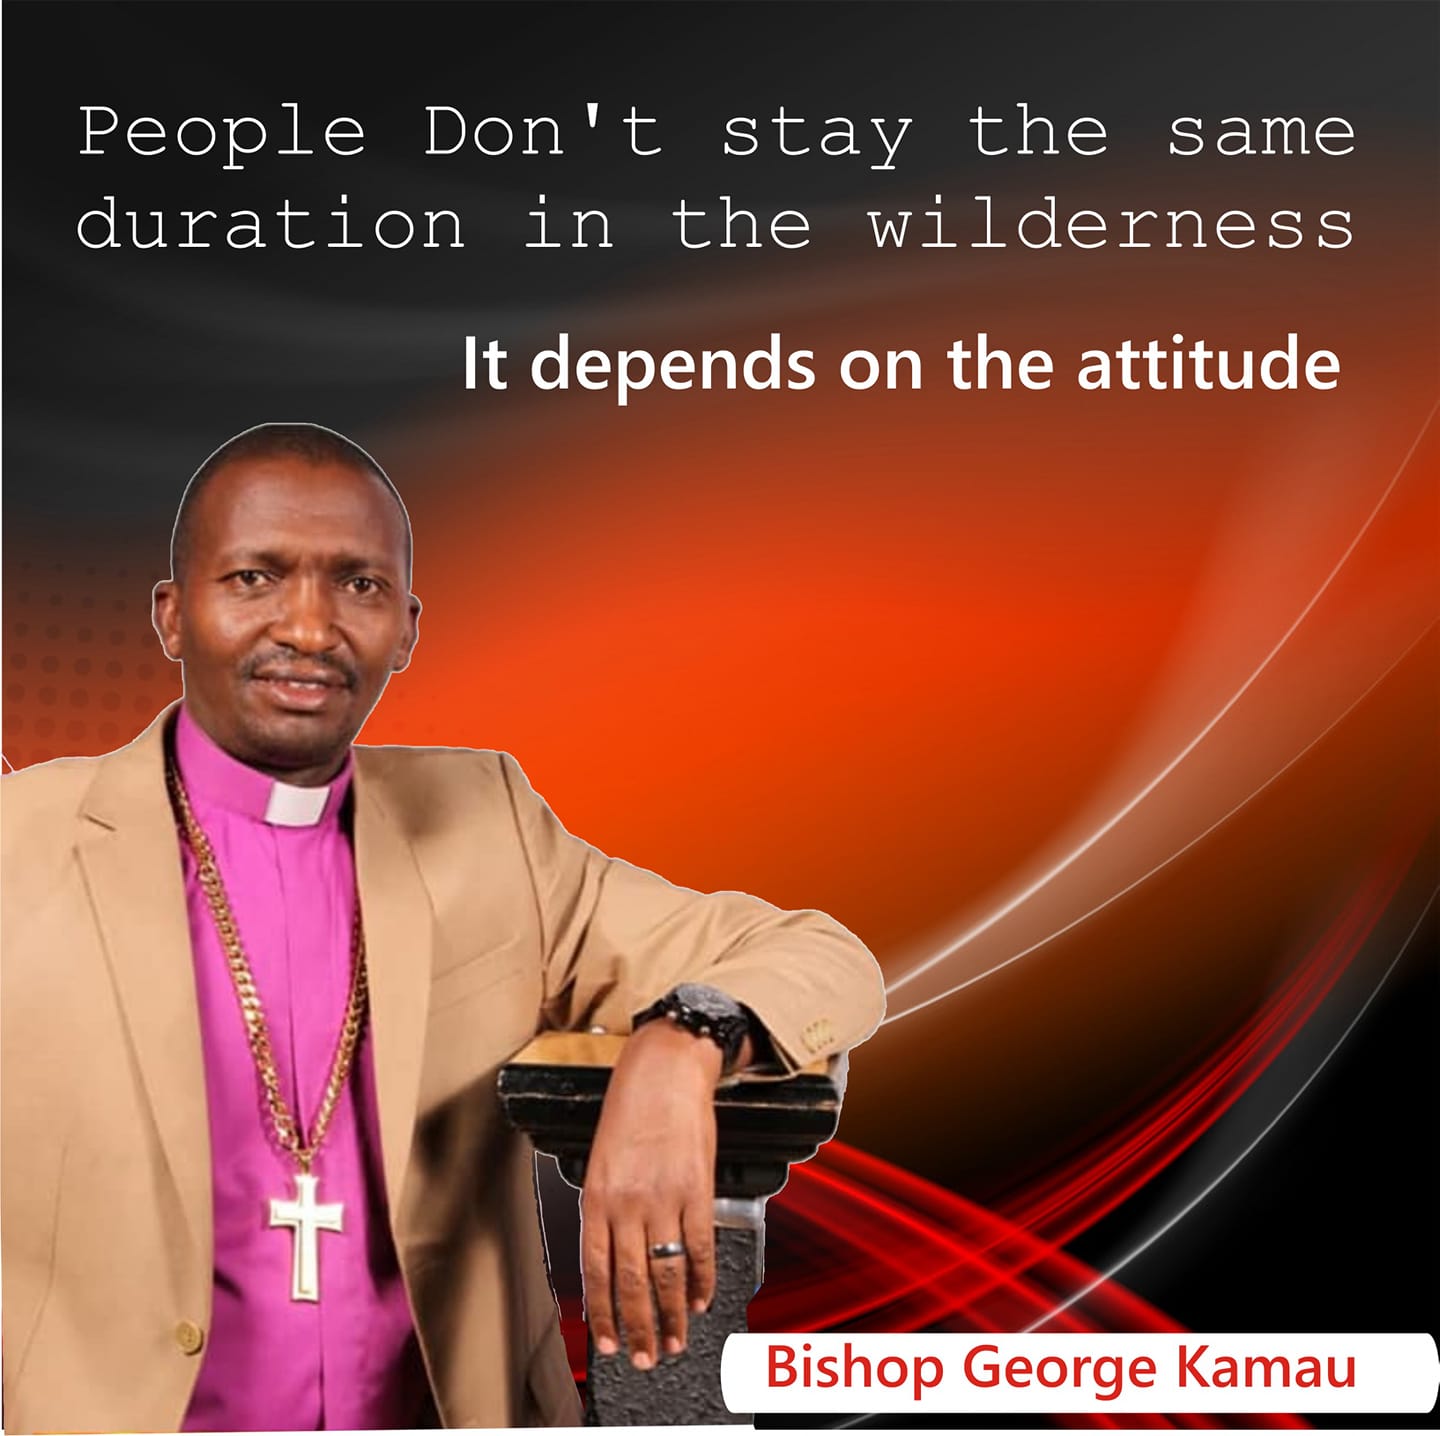 People Don't stay the same
duration in the wilderness
It depends on the attitude
Bishop George Kamau